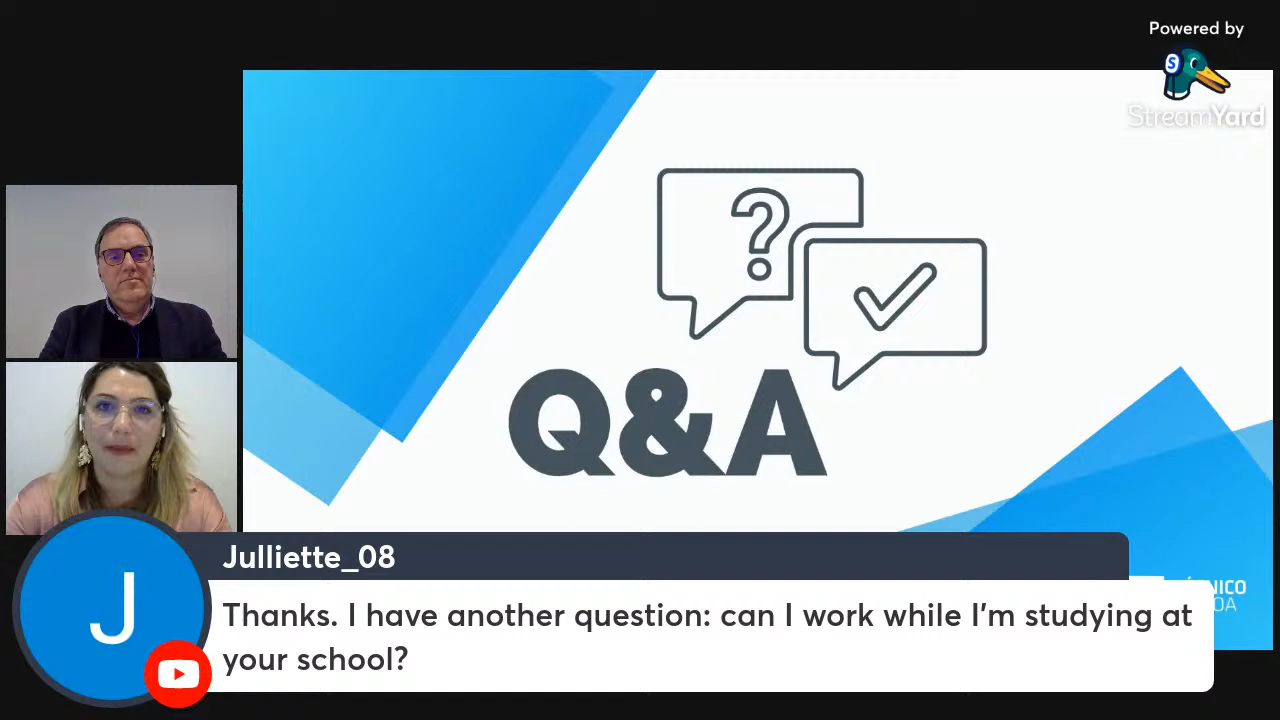 Powered by
StreamYard
?
Q&A
Julliette_08
J
Thanks. I have another question: can I work while I'm studying at
your school?